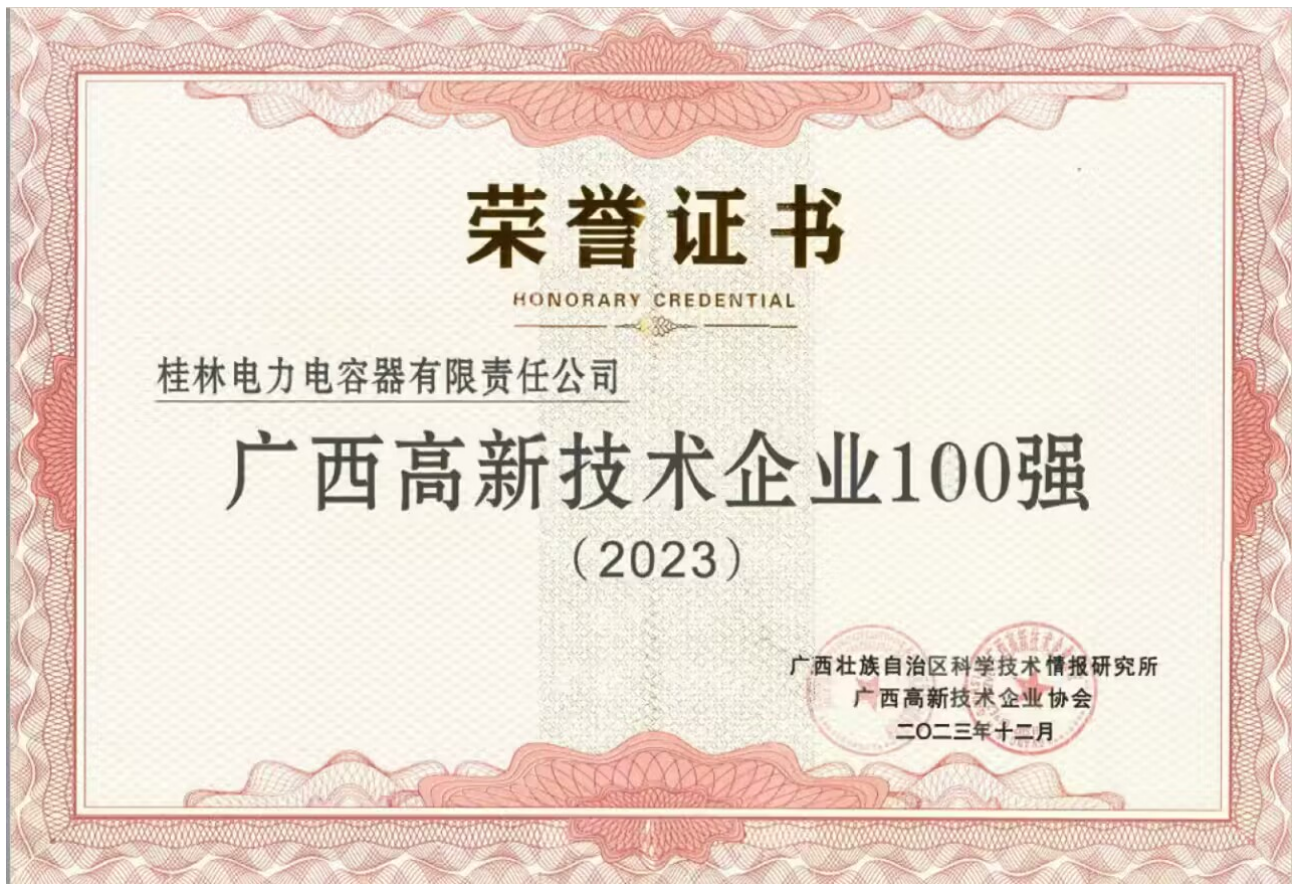 荣誉证书
HONORARY CREDENTIAL
桂林电力电容器有限责任公司
广西高新技术企业100强
（2023）
广西壮族自治区科学技术情报研究所
广西高新技术企业协会
二〇二三年十二月